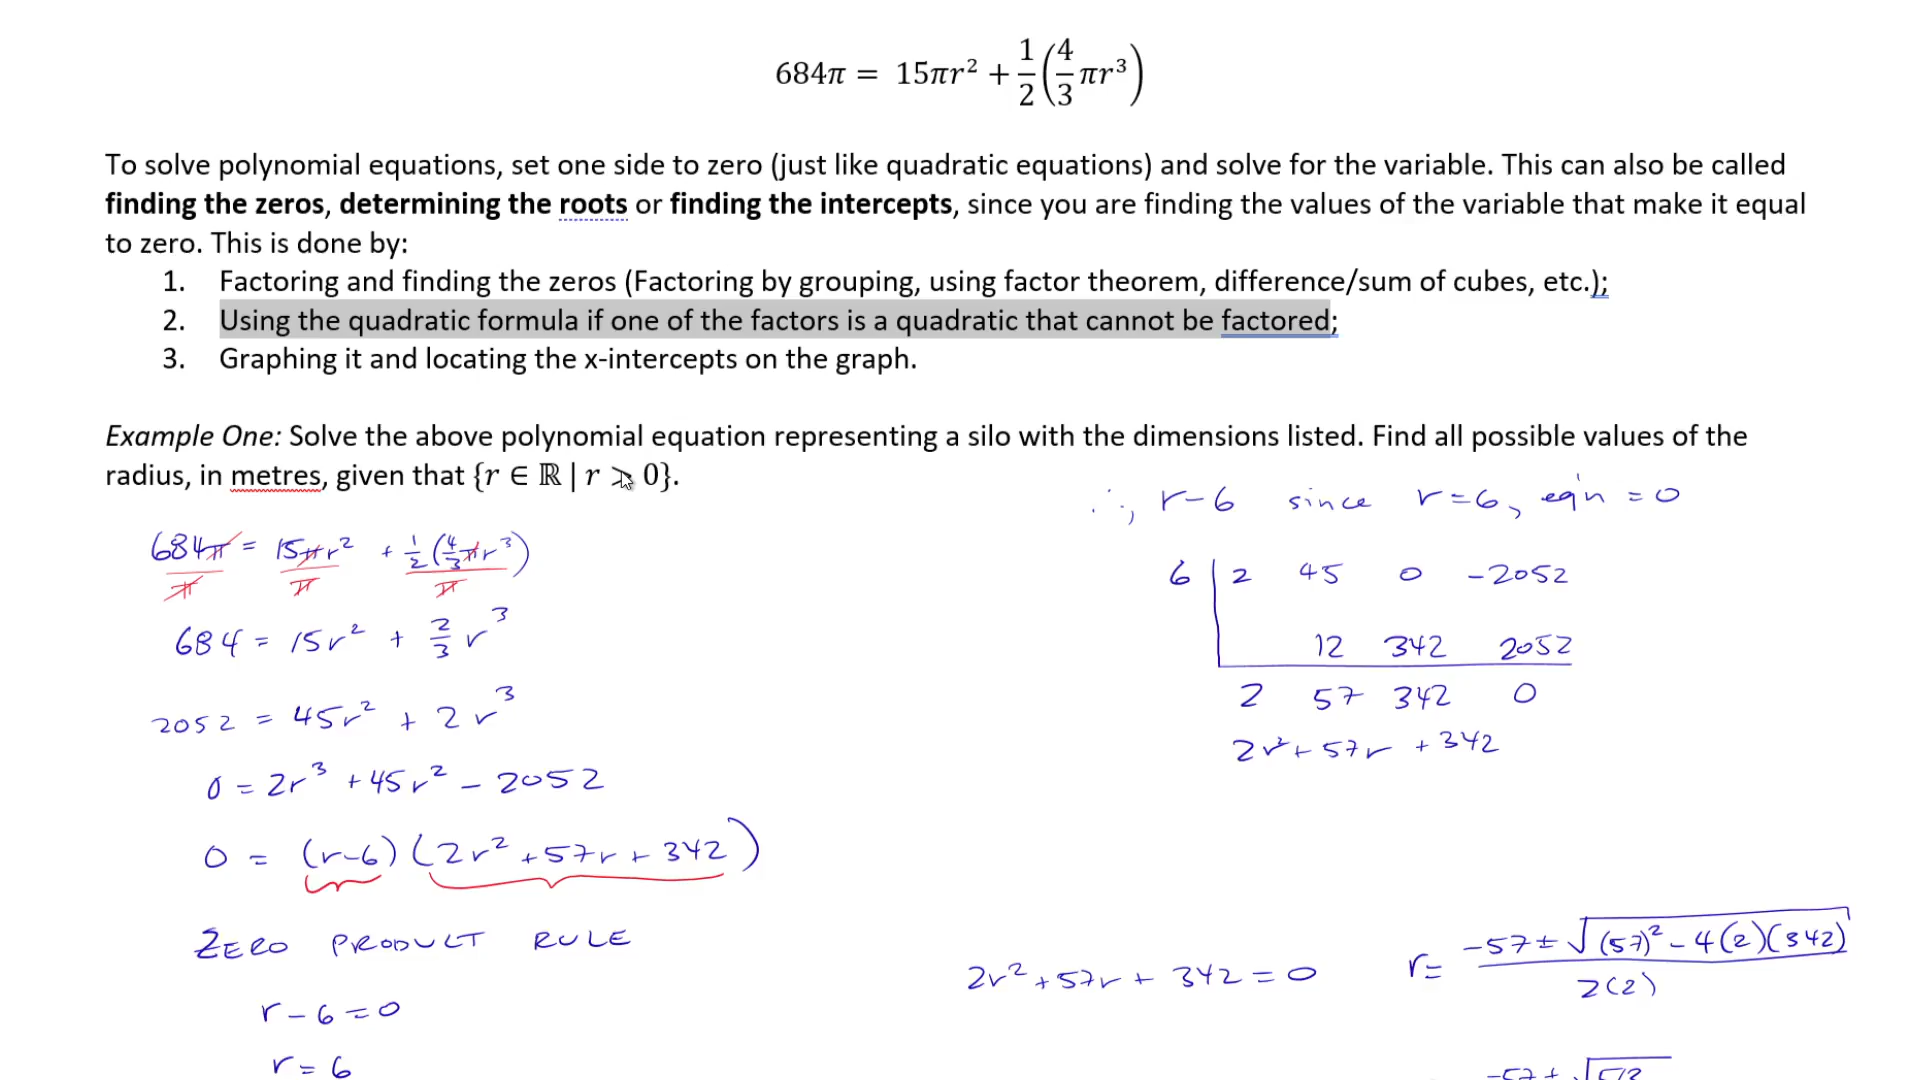 684π = 15πr² + 1/2(4/3 πr³)
To solve polynomial equations, set one side to zero (just like quadratic equations) and solve for the variable. This can also be called
finding the zeros, determining the roots or finding the intercepts, since you are finding the values of the variable that make it equal
to zero. This is done by:
1. Factoring and finding the zeros (Factoring by grouping, using factor theorem, difference/sum of cubes, etc.);
2. Using the quadratic formula if one of the factors is a quadratic that cannot be factored;
3. Graphing it and locating the x-intercepts on the graph.
Example One: Solve the above polynomial equation representing a silo with the dimensions listed. Find all possible values of the
radius, in metres, given that {r ∈ ℝ | r > 0}.
684π/π = 15πr²/π + 1/2(4/3 πr³)/π
684 = 15r² + 2/3 r³
2052 = 45r² + 2r³
0 = 2r³ + 45r² - 2052
0 = (r-6)(2r² + 57r + 342)
ZERO PRODUCT RULE
r - 6 = 0
r = 6
∴, r-6 since r=6, eq'n = 0
6 | 2 45 0 -2052
12 342 2052
2 57 342 0
2r² + 57r + 342
2r² + 57r + 342 = 0
r = -57 ± √(57)² - 4(2)(342) / 2(2)
-57 ± √513